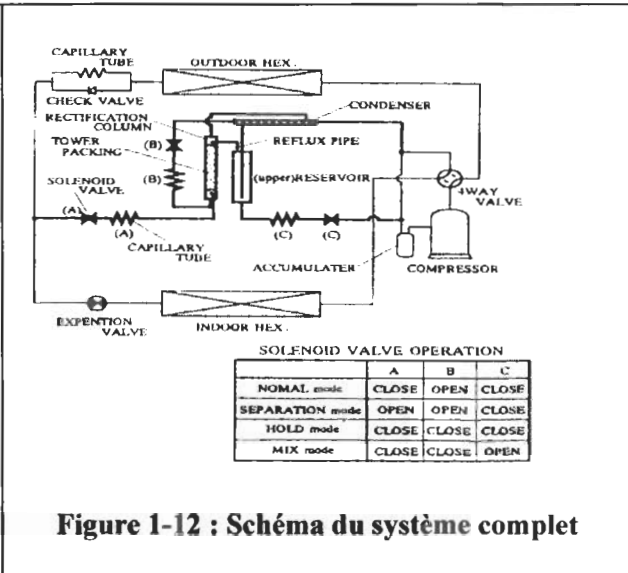 CAPILLARY
TUBE
OUTDOOR HEX.
CHECK VALVE
CONDENSER
RECTIFICATION
COLUMN
REFLUX PIPE
TOWER
PACKING
(B)
(B)
SOLENOID
VALVE
(upper)RESERVOIR
4WAY
VALVE
(A)
(A)
(C)
(C)
CAPILLARY
TUBE
ACCUMULATER
COMPRESSOR
EXPENTION
VALVE
INDOOR HEX.
SOLENOID VALVE OPERATION
A B C
NOMAL mode CLOSE OPEN CLOSE
SEPARATION mode OPEN OPEN CLOSE
HOLD mode CLOSE CLOSE CLOSE
MIX mode CLOSE CLOSE OPEN
Figure 1-12 : Schéma du système complet